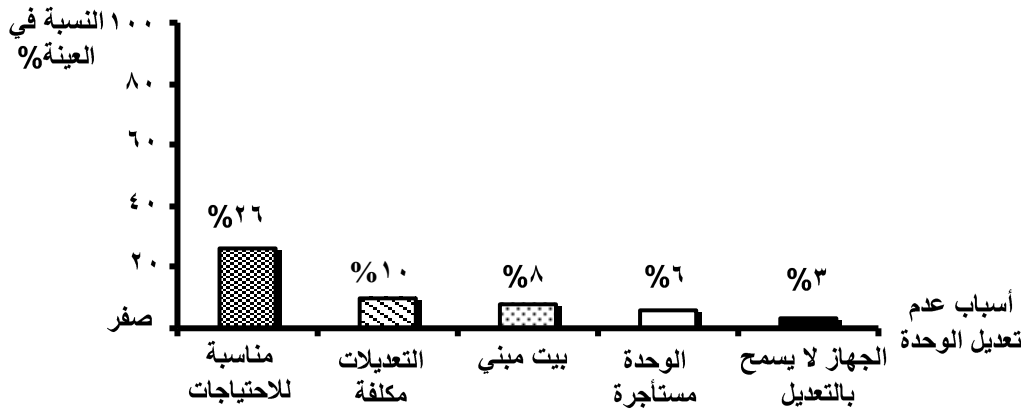 النسبة في
العينة%
١٠٠
٨٠
٦٠
٤٠
٢٠
صفر
%٢٦
%١٠
%٨
%٦
%٣
مناسبة
للاحتياجات
التعديلات
مكلفة
بيت مبني
الوحدة
مستأجرة
الجهاز لا يسمح
بالتعديل
أسباب عدم
تعديل الوحدة